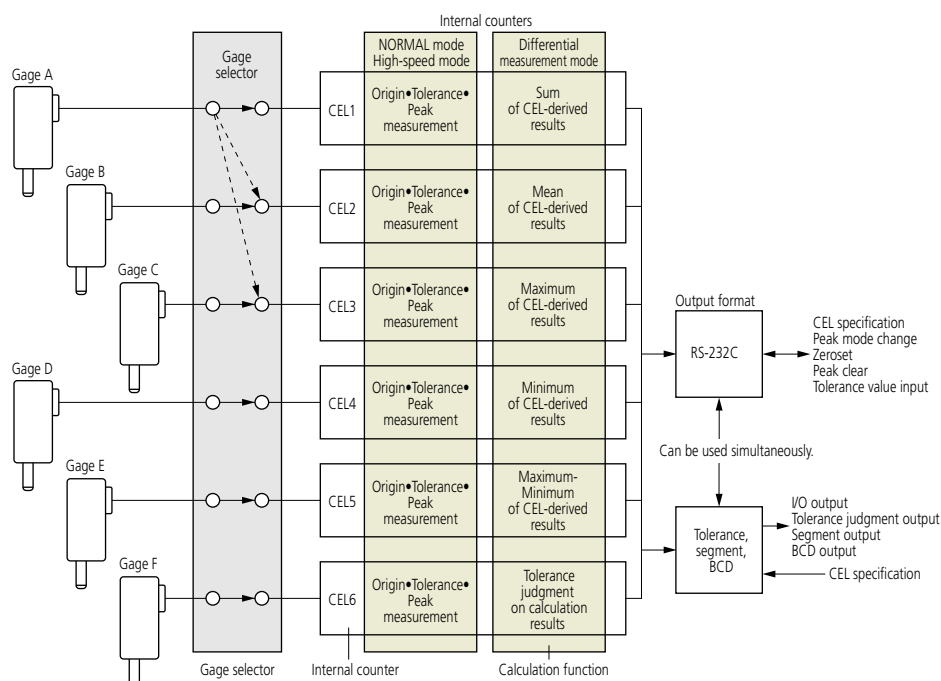 Internal counters
Gage
selector
NORMAL mode
High-speed mode
Differential
measurement mode
Gage A
CEL1
Origin•Tolerance•
Peak
measurement
Sum
of CEL-derived
results
Gage B
CEL2
Origin•Tolerance•
Peak
measurement
Mean
of CEL-derived
results
Gage C
CEL3
Origin•Tolerance•
Peak
measurement
Maximum
of CEL-derived
results
Output format
RS-232C
CEL specification
Peak mode change
Zeroset
Peak clear
Tolerance value input
Gage D
CEL4
Origin•Tolerance•
Peak
measurement
Minimum
of CEL-derived
results
Can be used simultaneously.
Gage E
CEL5
Origin•Tolerance•
Peak
measurement
Maximum-
Minimum
of CEL-derived
results
Tolerance,
segment,
BCD
I/O output
Tolerance judgment output
Segment output
BCD output
CEL specification
Gage F
CEL6
Origin•Tolerance•
Peak
measurement
Tolerance
judgment
on calculation
results
Gage selector
Internal counter
Calculation function